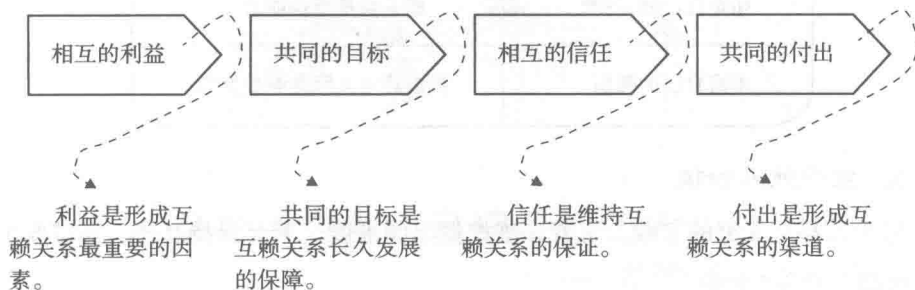 相互的利益
共同的目标
相互的信任
共同的付出
利益是形成互
赖关系最重要的因
素。
共同的目标是
互赖关系长久发展
的保障。
信任是维持互
赖关系的保证。
付出是形成互
赖关系的渠道。